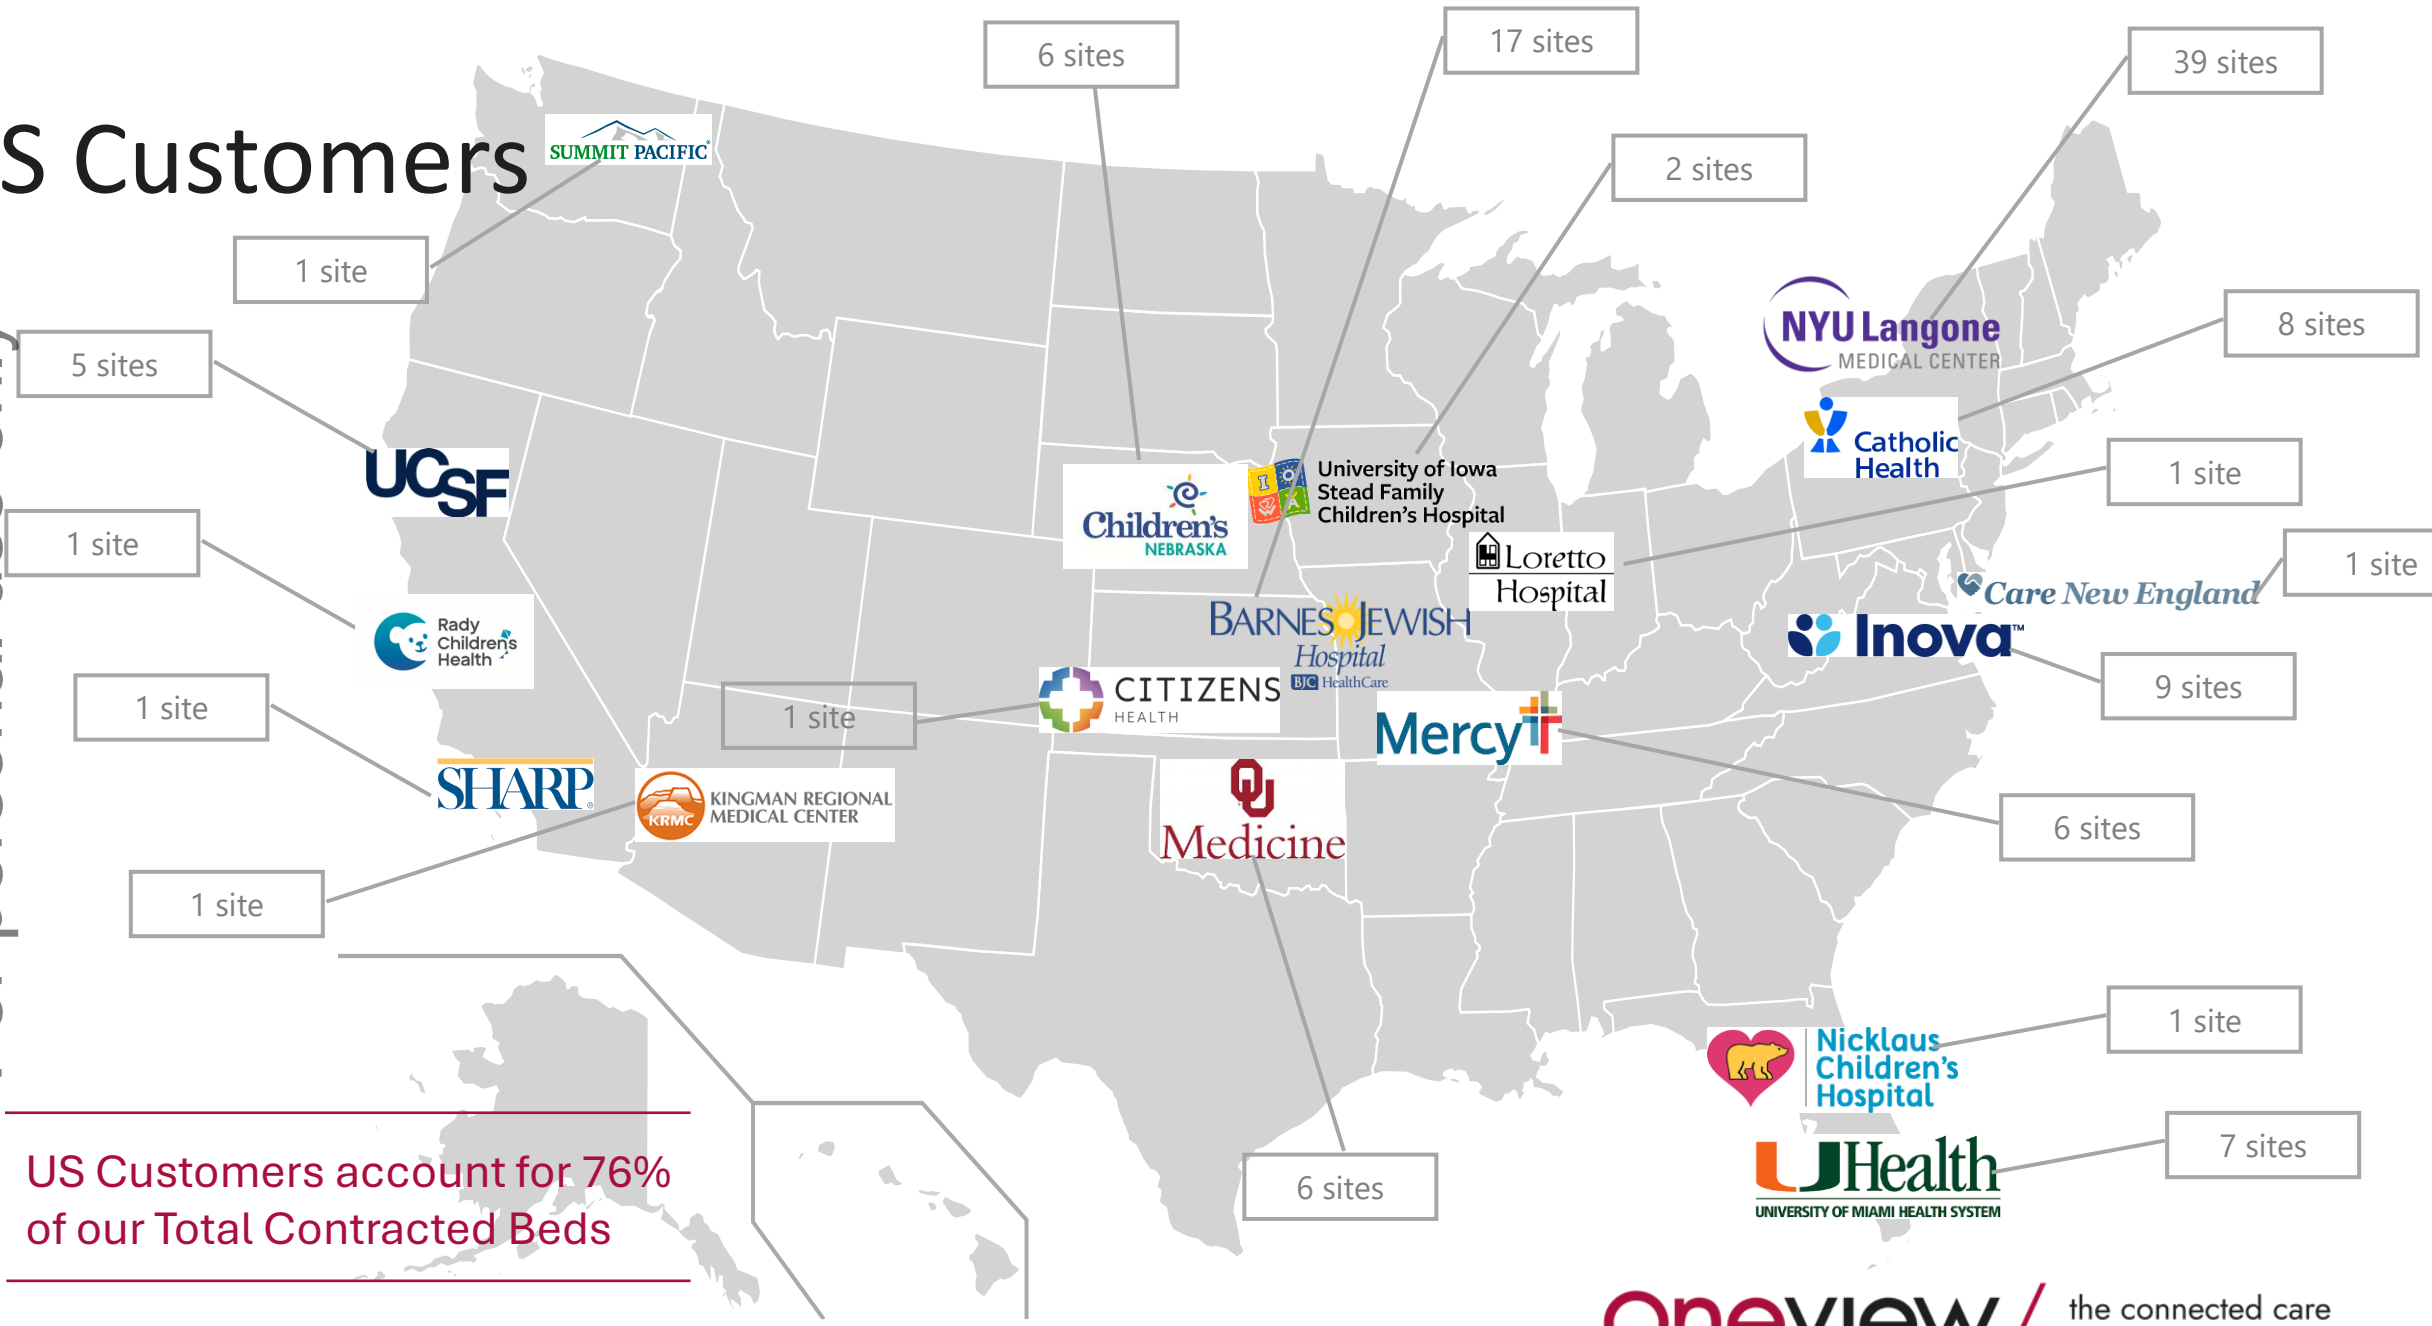 S Customers
6 sites
17 sites
39 sites
2 sites
SUMMIT PACIFIC
1 site
NYU Langone
MEDICAL CENTER
8 sites
5 sites
Catholic
Health
1 site
UCSF
University of Iowa
Stead Family
Children's Hospital
Children's
NEBRASKA
1 site
Loretto
Hospital
1 site
Care New England
Rady
Children's
Health
BARNES JEWISH
Hospital
BJC HealthCare
Inova™
9 sites
1 site
1 site
CITIZENS
HEALTH
Mercy
SHARP®
KRMC
KINGMAN REGIONAL
MEDICAL CENTER
OU
Medicine
6 sites
1 site
Nicklaus
Children's
Hospital
1 site
UHealth
UNIVERSITY OF MIAMI HEALTH SYSTEM
7 sites
6 sites
US Customers account for 76%
of our Total Contracted Beds
oneview
the connected care